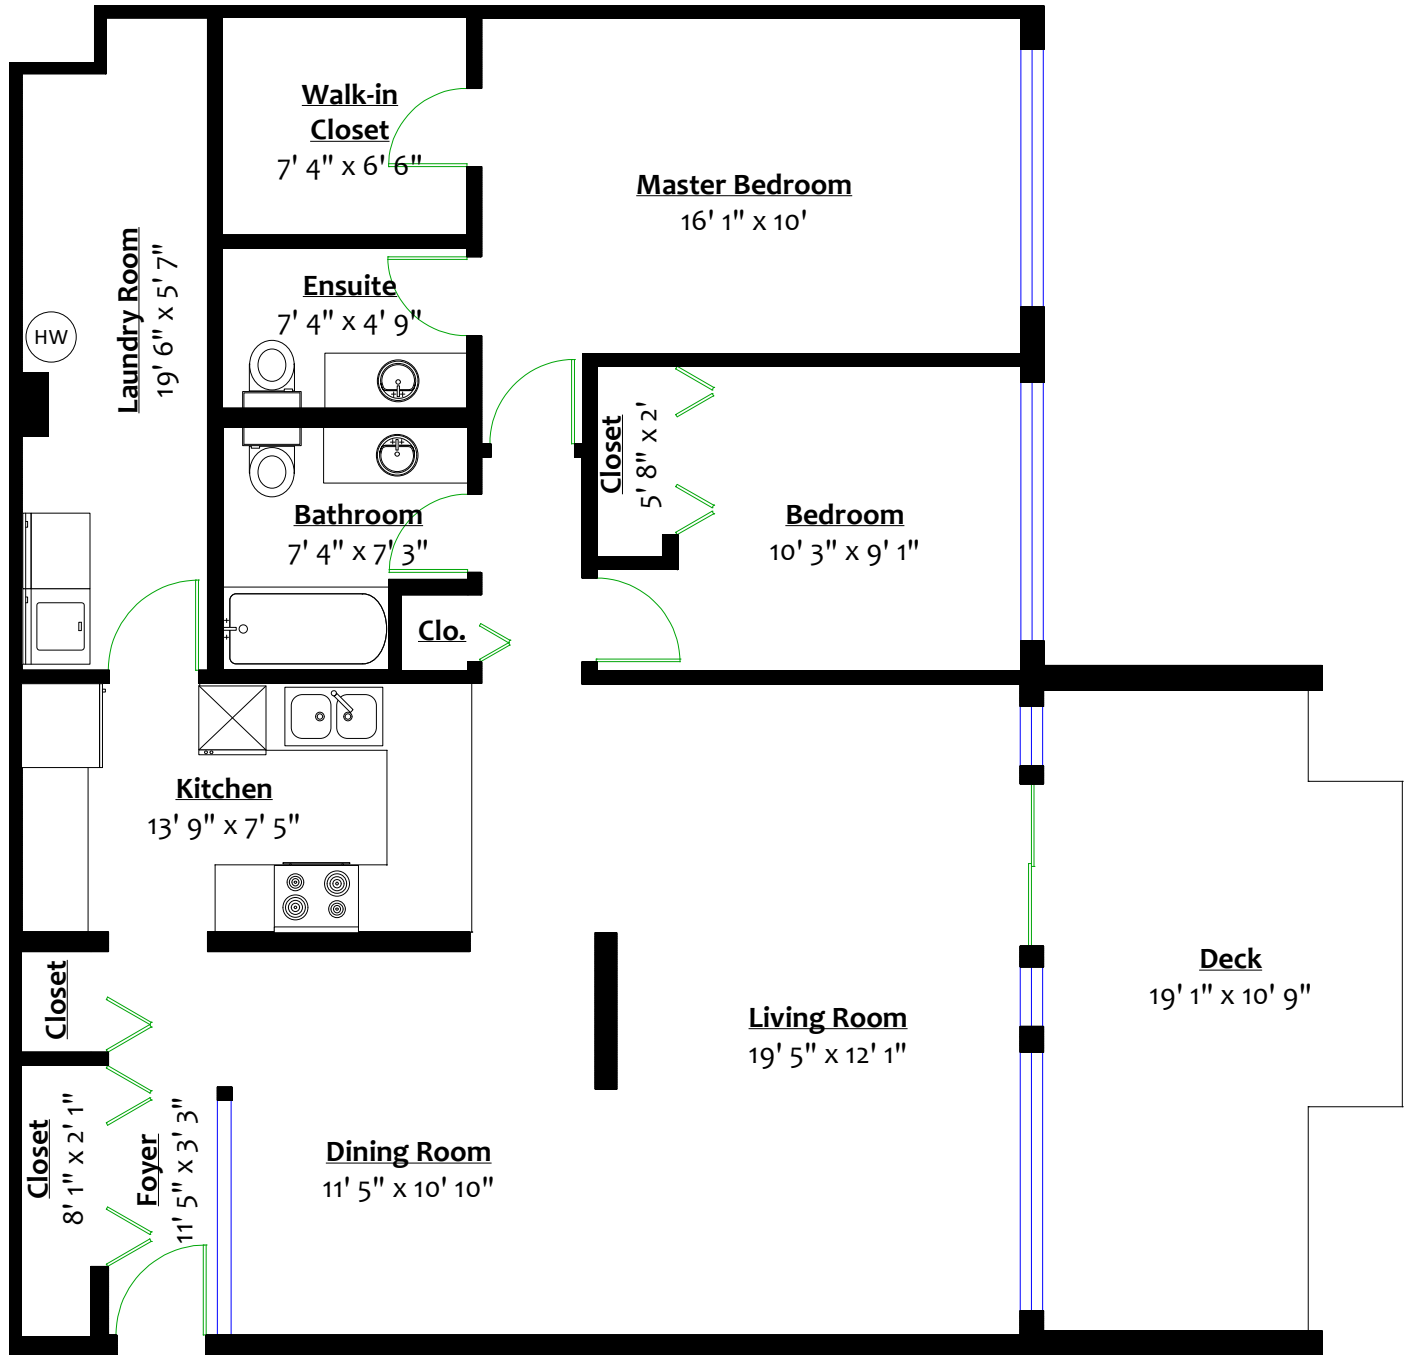 Walk-in
Closet
7' 4" x 6' 6"
Master Bedroom
16' 1" x 10'
Laundry Room
19' 6" x 5' 7"
HW
Ensuite
7' 4" x 4' 9"
Closet
5' 8" x 2'
Bathroom
7' 4" x 7' 3"
Bedroom
10' 3" x 9' 1"
Clo.
Kitchen
13' 9" x 7' 5"
Closet
Deck
19' 1" x 10' 9"
Living Room
19' 5" x 12' 1"
Closet
8' 1" x 2' 1"
Foyer
11' 5" x 3' 3"
Dining Room
11' 5" x 10' 10"